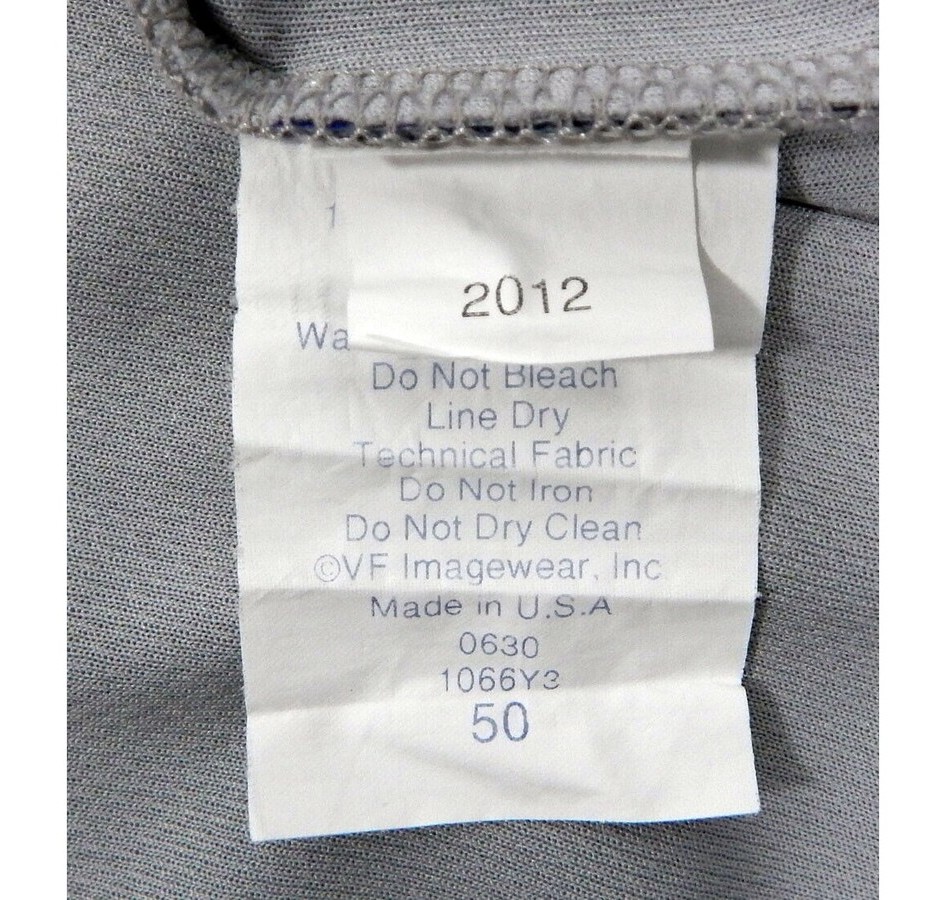 2012
Do Not Bleach
Line Dry
Technical Fabric
Do Not Iron
Do Not Dry Clean
©VF Imagewear, Inc
Made in U.S.A
0630
1066Y3
50